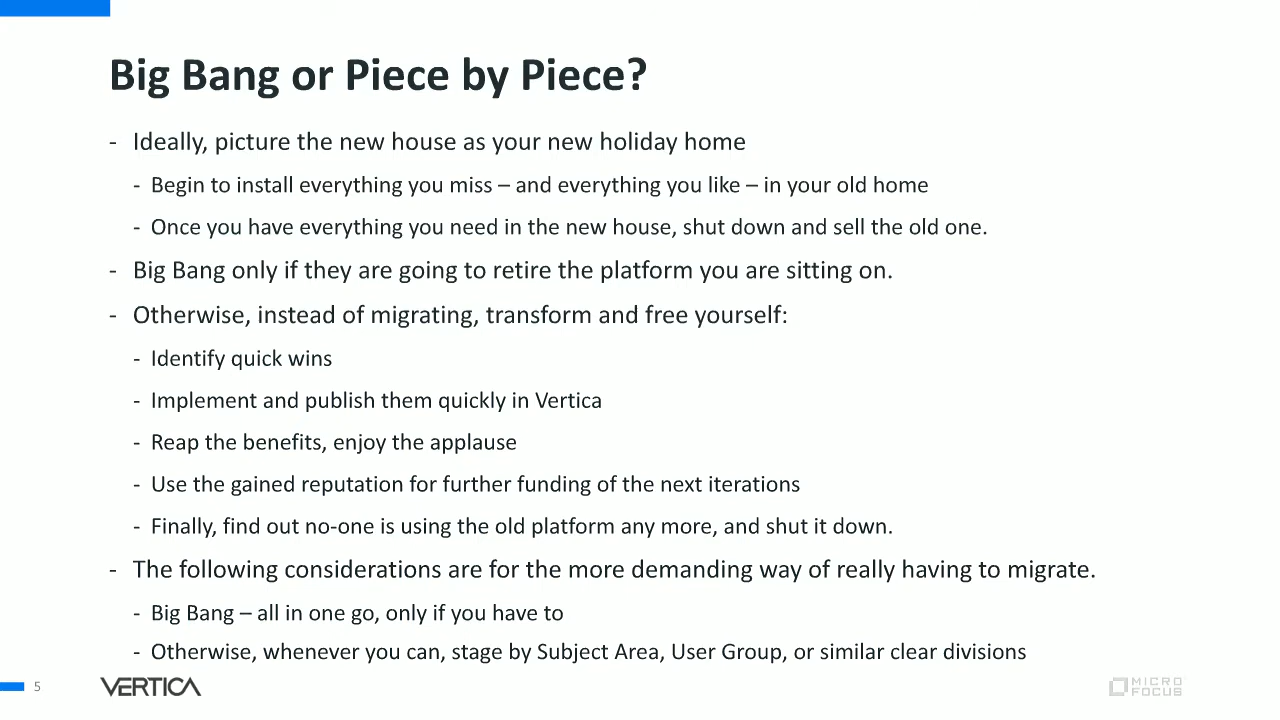 Big Bang or Piece by Piece?
- Ideally, picture the new house as your new holiday home
- Begin to install everything you miss – and everything you like – in your old home
- Once you have everything you need in the new house, shut down and sell the old one.
- Big Bang only if they are going to retire the platform you are sitting on.
- Otherwise, instead of migrating, transform and free yourself:
- Identify quick wins
- Implement and publish them quickly in Vertica
- Reap the benefits, enjoy the applause
- Use the gained reputation for further funding of the next iterations
- Finally, find out no-one is using the old platform any more, and shut it down.
- The following considerations are for the more demanding way of really having to migrate.
- Big Bang – all in one go, only if you have to
- Otherwise, whenever you can, stage by Subject Area, User Group, or similar clear divisions
5
VERTICA
MICRO
FOCUS